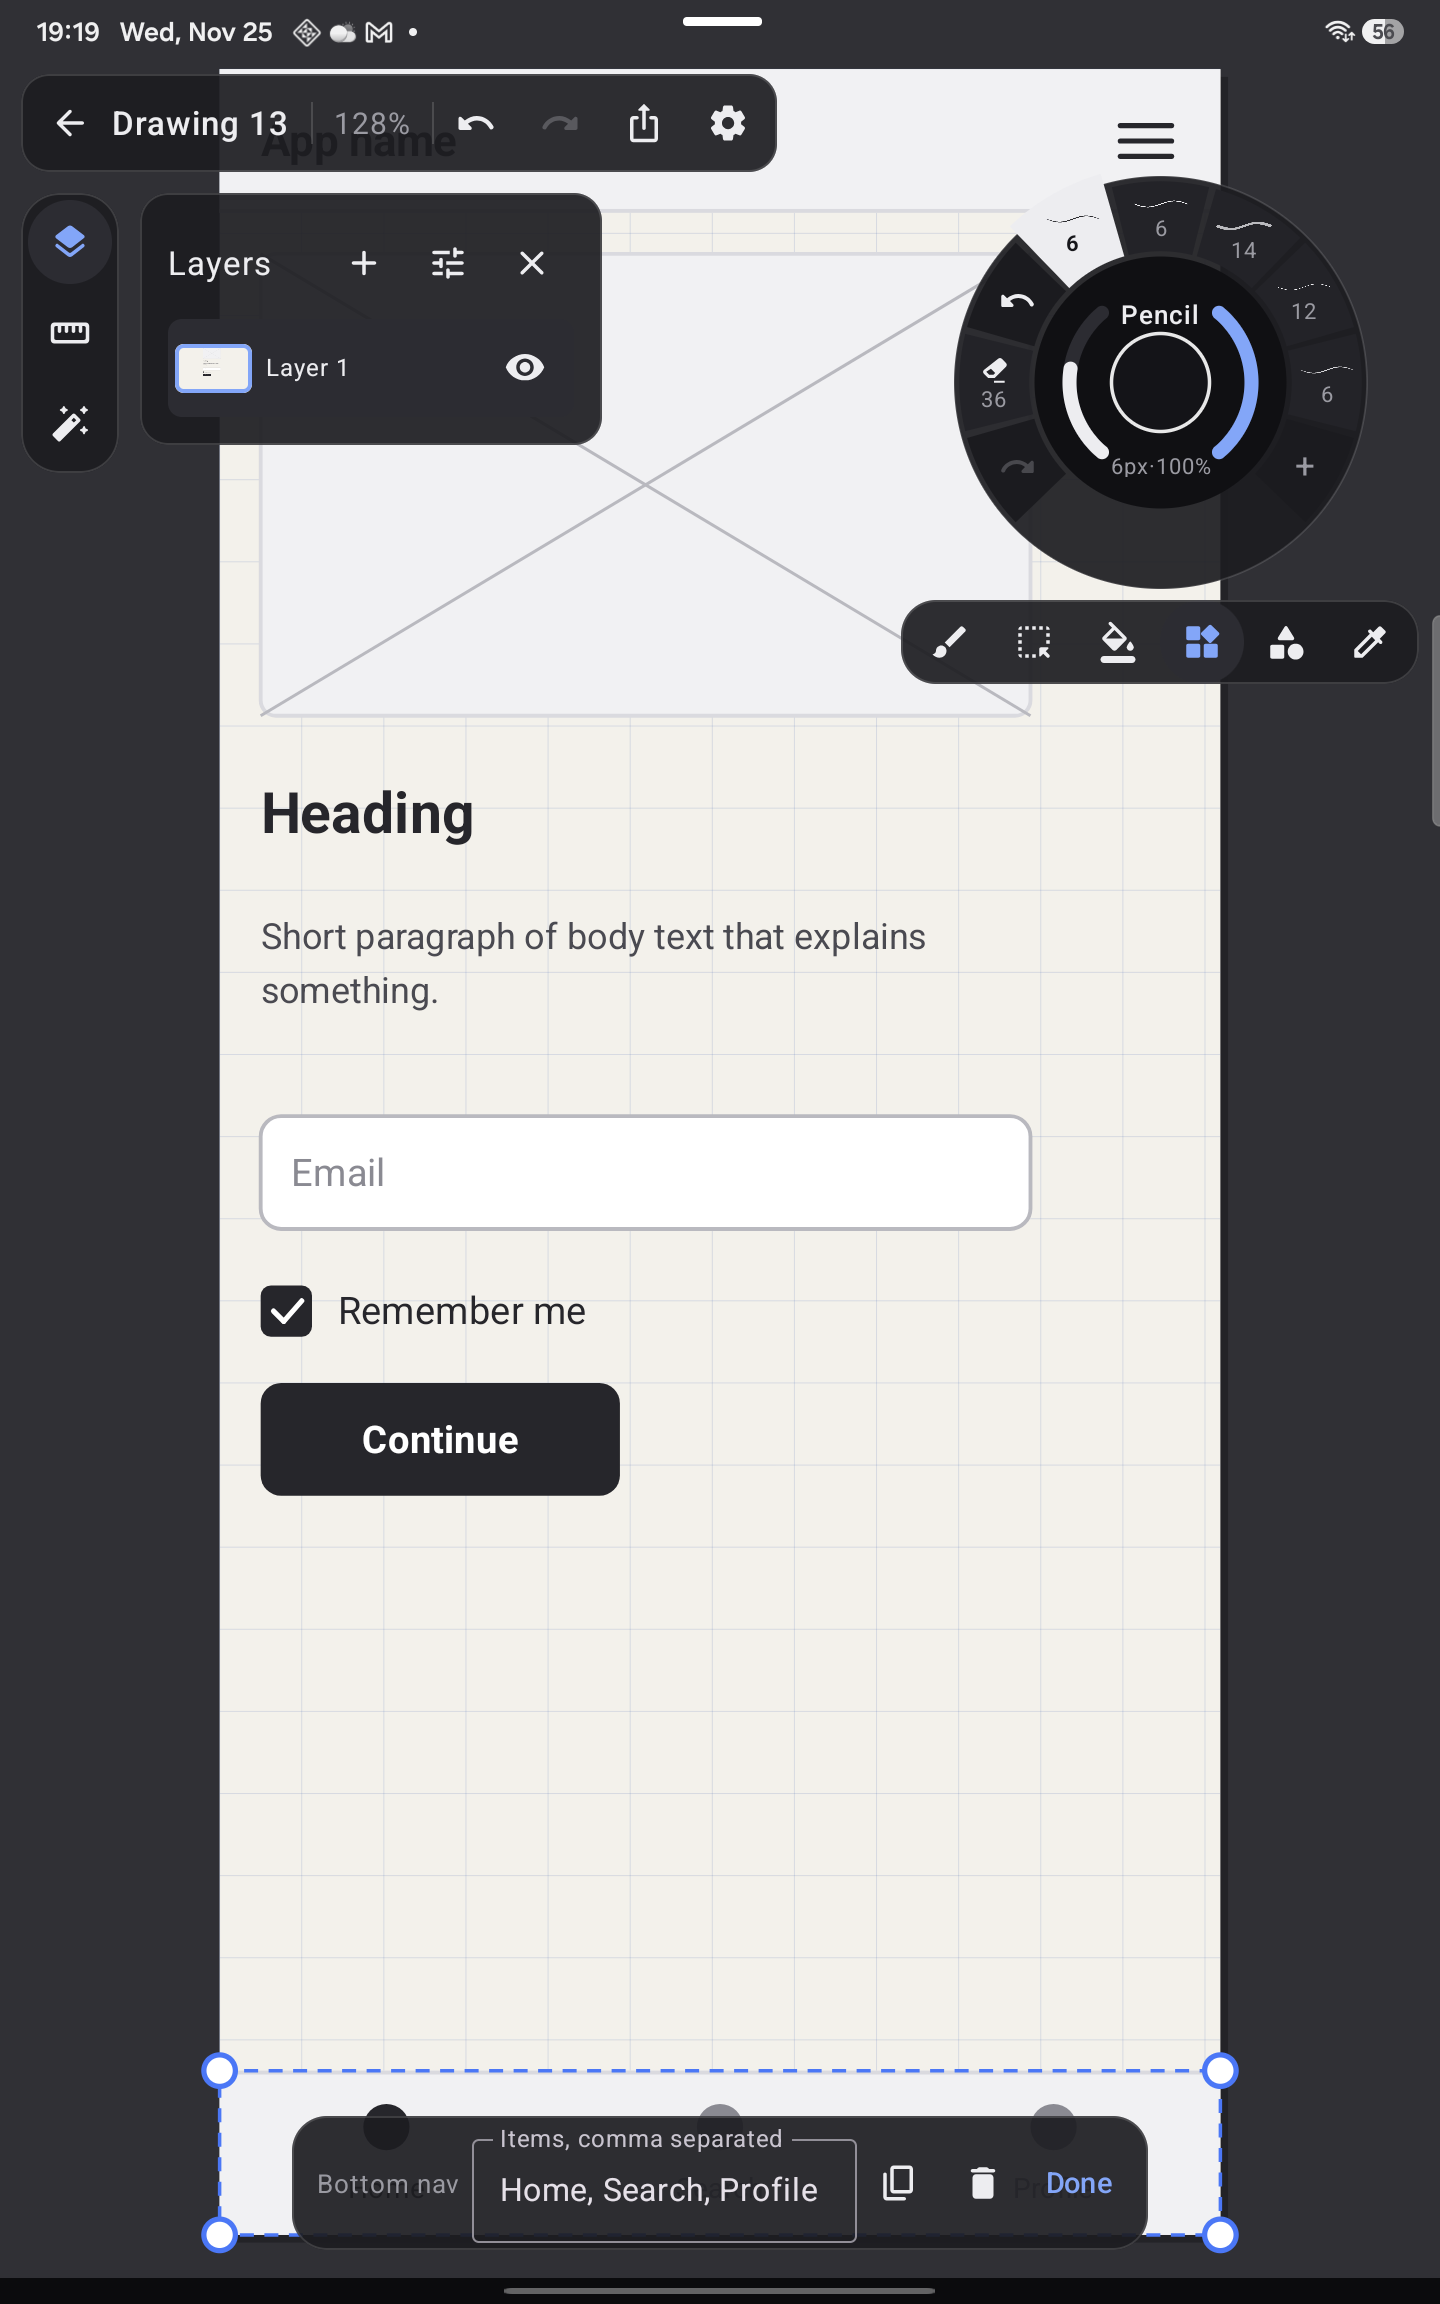 19:19 Wed, Nov 25
56
Drawing 13 128%
App name
Layers
Layer 1
6
6
14
12
6
36
Pencil
6px·100%
Heading
Short paragraph of body text that explains
something.
Email
Remember me
Continue
Items, comma separated
Bottom nav
Home, Search, Profile
Done